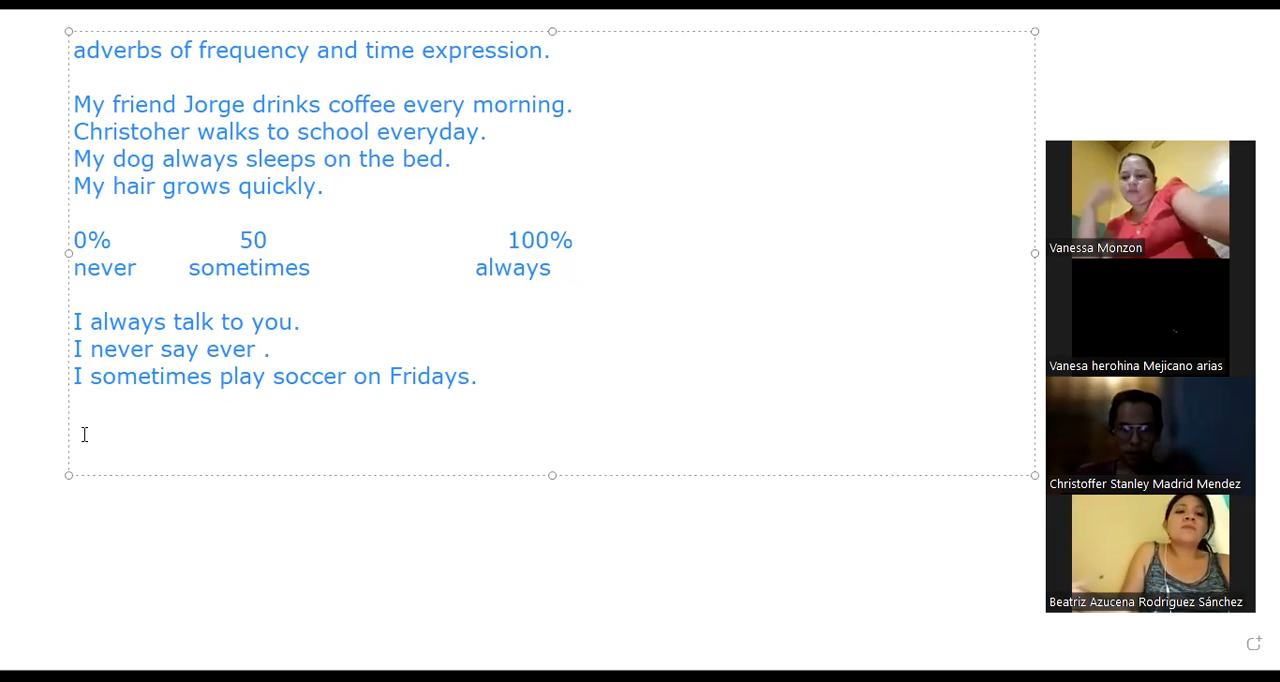 adverbs of frequency and time expression.
My friend Jorge drinks coffee every morning.
Christoher walks to school everyday.
My dog always sleeps on the bed.
My hair grows quickly.
0% 50 100%
never sometimes always
I always talk to you.
I never say ever .
I sometimes play soccer on Fridays.
Vanessa Monzon
Vanesa herohina Mejicano arias
Christoffer Stanley Madrid Mendez
Beatriz Azucena Rodriguez Sánchez